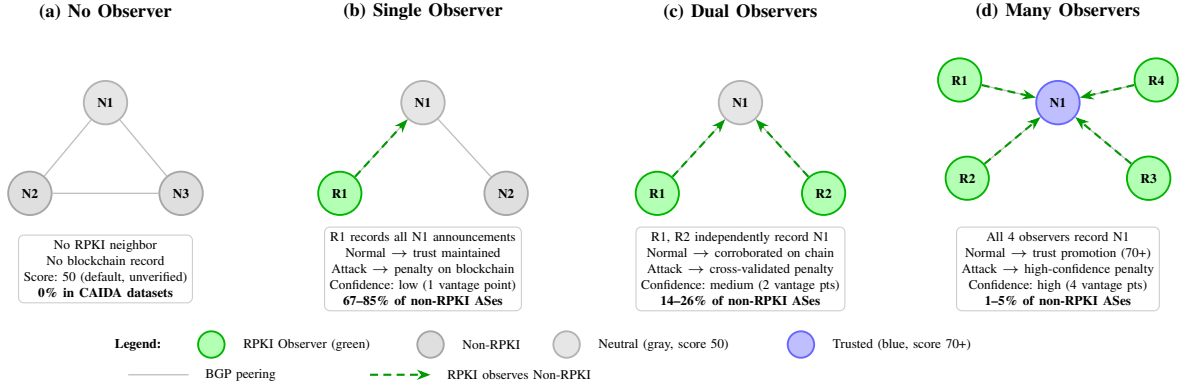 (a) No Observer
N1
N2
N3
No RPKI neighbor
No blockchain record
Score: 50 (default, unverified)
0% in CAIDA datasets
(b) Single Observer
N1
R1
N2
R1 records all N1 announcements
Normal → trust maintained
Attack → penalty on blockchain
Confidence: low (1 vantage point)
67–85% of non-RPKI ASes
(c) Dual Observers
N1
R1
R2
R1, R2 independently record N1
Normal → corroborated on chain
Attack → cross-validated penalty
Confidence: medium (2 vantage pts)
14–26% of non-RPKI ASes
(d) Many Observers
R1
R4
N1
R2
R3
All 4 observers record N1
Normal → trust promotion (70+)
Attack → high-confidence penalty
Confidence: high (4 vantage pts)
1–5% of non-RPKI ASes
Legend:
RPKI Observer (green)
Non-RPKI
Neutral (gray, score 50)
Trusted (blue, score 70+)
BGP peering
RPKI observes Non-RPKI